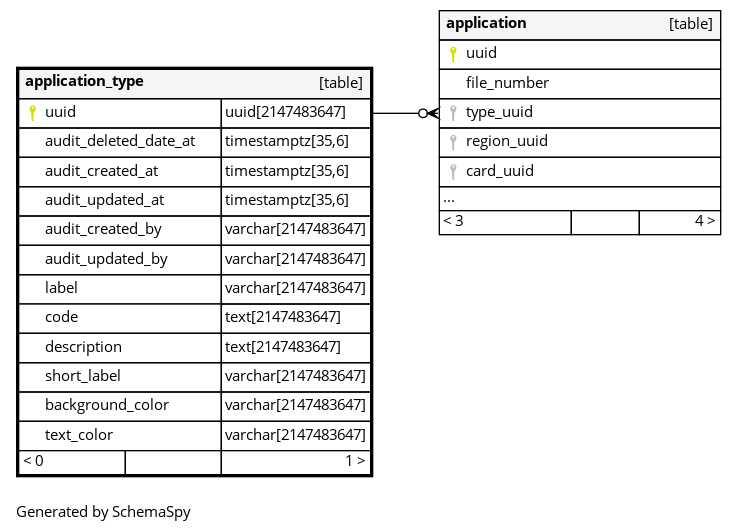 application [table]
uuid
file_number
type_uuid
region_uuid
card_uuid
...
< 3 4 >
application_type [table]
uuid uuid[2147483647]
audit_deleted_date_at timestamptz[35,6]
audit_created_at timestamptz[35,6]
audit_updated_at timestamptz[35,6]
audit_created_by varchar[2147483647]
audit_updated_by varchar[2147483647]
label varchar[2147483647]
code text[2147483647]
description text[2147483647]
short_label varchar[2147483647]
background_color varchar[2147483647]
text_color varchar[2147483647]
< 0 1 >
Generated by SchemaSpy